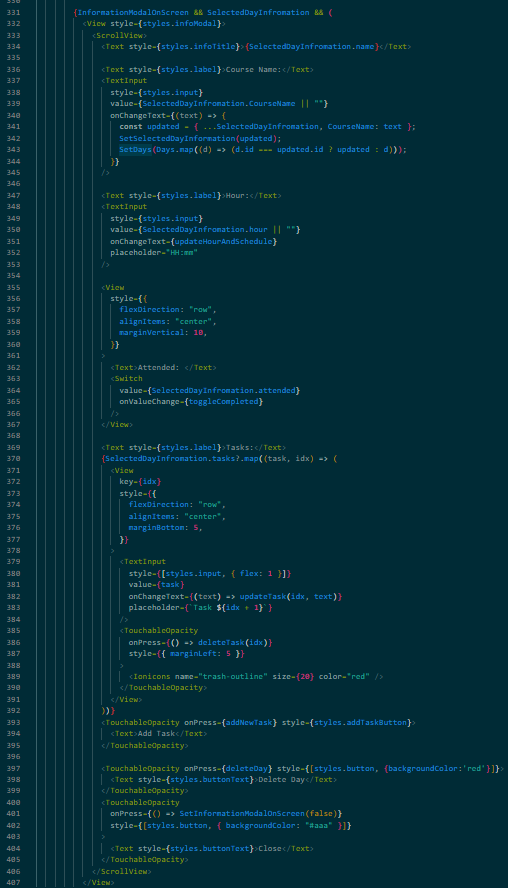 330
331 {InformationModalOnScreen && SelectedDayInfromation && (
332 <View style={styles.infoModal}>
333 <ScrollView>
334 <Text style={styles.infoTitle}>{SelectedDayInfromation.name}</Text>
335
336 <Text style={styles.label}>Course Name:</Text>
337 <TextInput
338 style={styles.input}
339 value={SelectedDayInfromation.CourseName || ""}
340 onChangeText={(text) => {
341 const updated = { ...SelectedDayInfromation, CourseName: text };
342 SetSelectedDayInformation(updated);
343 SetDays(Days.map((d) => (d.id === updated.id ? updated : d)));
344 }}
345 />
346
347 <Text style={styles.label}>Hour:</Text>
348 <TextInput
349 style={styles.input}
350 value={SelectedDayInfromation.hour || ""}
351 onChangeText={updateHourAndSchedule}
352 placeholder="HH:mm"
353 />
354
355 <View
356 style={{
357 flexDirection: "row",
358 alignItems: "center",
359 marginVertical: 10,
360 }}
361 >
362 <Text>Attended: </Text>
363 <Switch
364 value={SelectedDayInfromation.attended}
365 onValueChange={toggleCompleted}
366 />
367 </View>
368
369 <Text style={styles.label}>Tasks:</Text>
370 {SelectedDayInfromation.tasks?.map((task, idx) => (
371 <View
372 key={idx}
373 style={{
374 flexDirection: "row",
375 alignItems: "center",
376 marginBottom: 5,
377 }}
378 >
379 <TextInput
380 style={[styles.input, { flex: 1 }]}
381 value={task}
382 onChangeText={(text) => updateTask(idx, text)}
383 placeholder={`Task ${idx + 1}`}
384 />
385 <TouchableOpacity
386 onPress={() => deleteTask(idx)}
387 style={{ marginLeft: 5 }}
388 >
389 <Ionicons name="trash-outline" size={20} color="red" />
390 </TouchableOpacity>
391 </View>
392 ))}
393 <TouchableOpacity onPress={addNewTask} style={styles.addTaskButton}>
394 <Text>Add Task</Text>
395 </TouchableOpacity>
396
397 <TouchableOpacity onPress={deleteDay} style={[styles.button, {backgroundColor:'red'}]}>
398 <Text style={styles.buttonText}>Delete Day</Text>
399 </TouchableOpacity>
400 <TouchableOpacity
401 onPress={() => SetInformationModalOnScreen(false)}
402 style={[styles.button, { backgroundColor: "#aaa" }]}
403 >
404 <Text style={styles.buttonText}>Close</Text>
405 </TouchableOpacity>
406 </ScrollView>
407 </View>